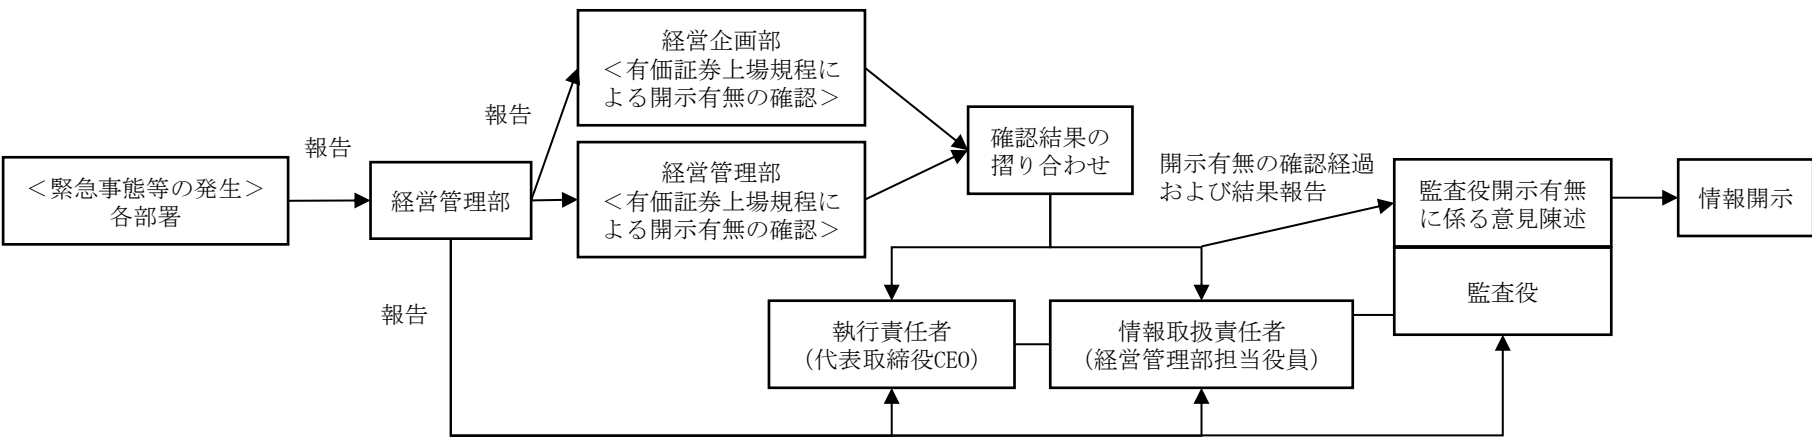 ＜緊急事態等の発生＞
各部署
報告
経営管理部
報告
経営企画部
＜有価証券上場規程に
よる開示有無の確認＞
経営管理部
＜有価証券上場規程に
よる開示有無の確認＞
確認結果の
摺り合わせ
開示有無の確認経過
および結果報告
監査役開示有無
に係る意見陳述
監査役
情報開示
報告
執行責任者
（代表取締役CEO）
情報取扱責任者
（経営管理部担当役員）